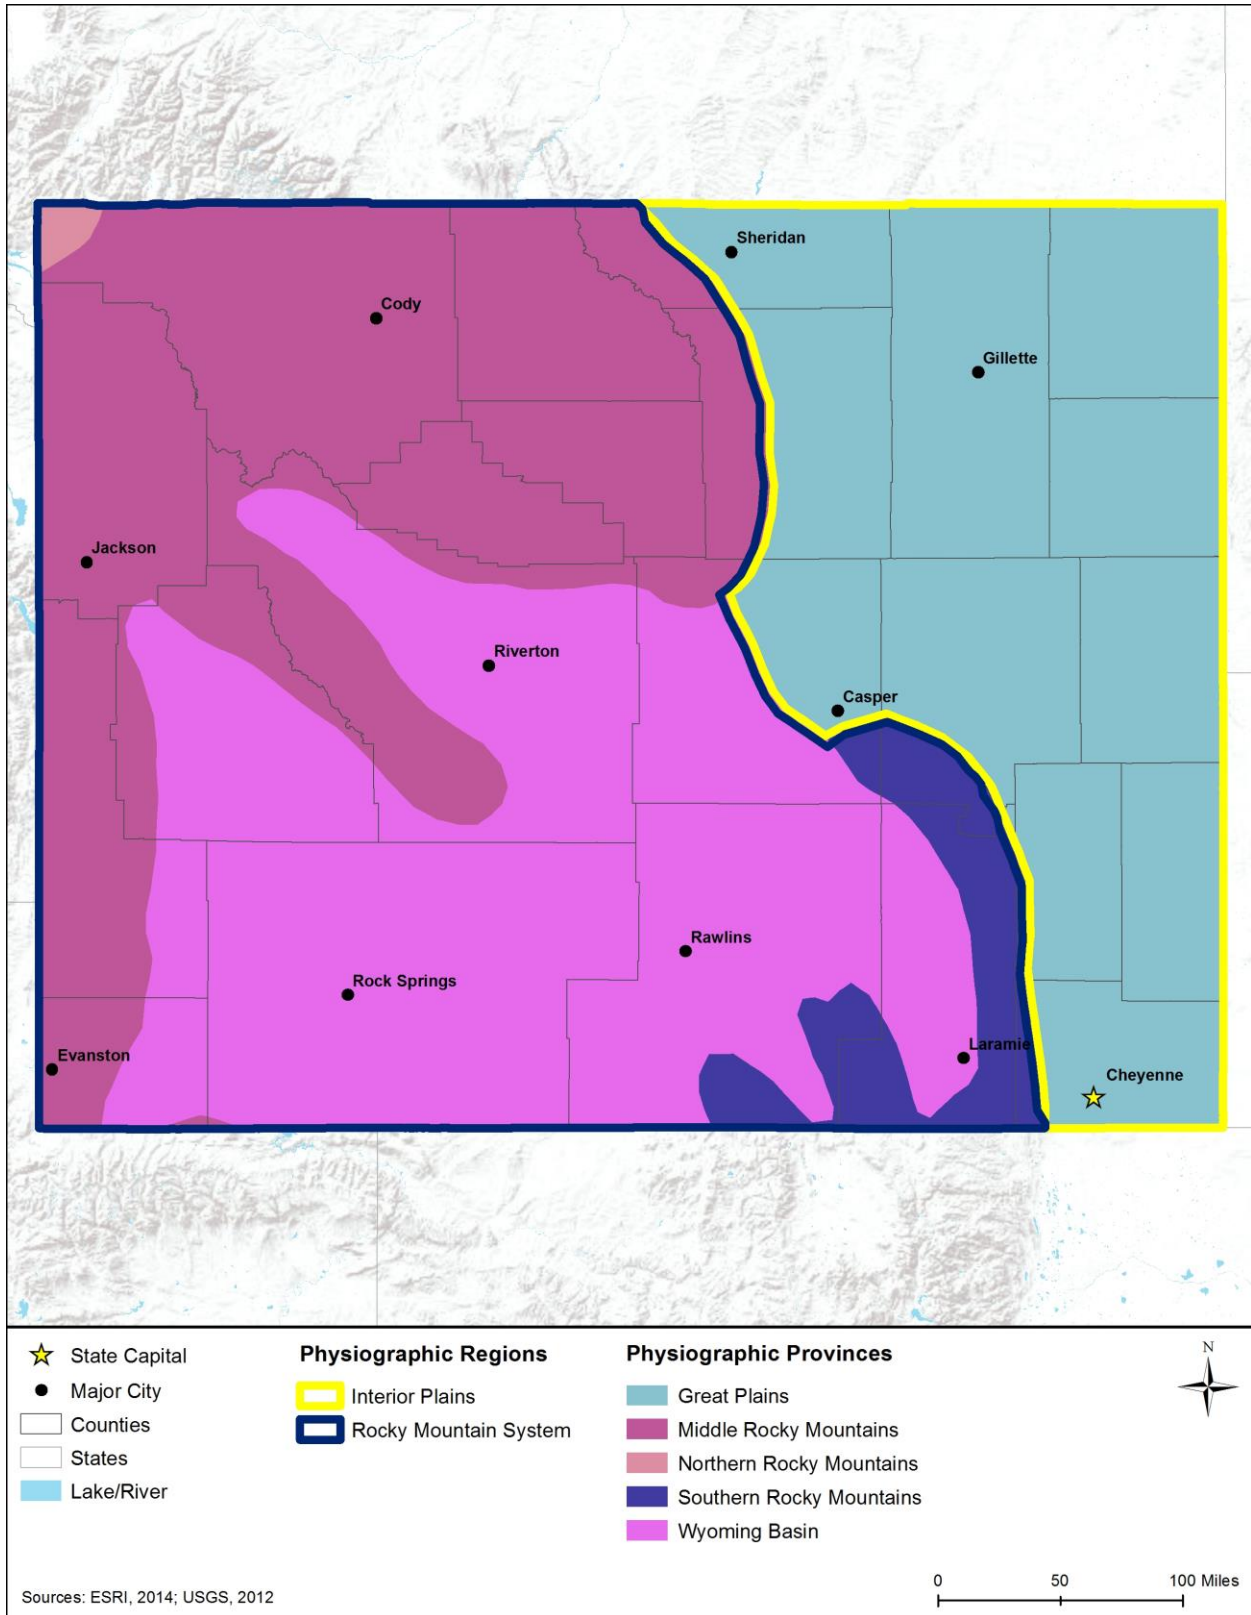 Sheridan
Cody
Gillette
Jackson
Riverton
Casper
Rawlins
Rock Springs
Evanston
Laramie
Cheyenne
State Capital
Major City
Counties
States
Lake/River
Physiographic Regions
Interior Plains
Rocky Mountain System
Physiographic Provinces
Great Plains
Middle Rocky Mountains
Northern Rocky Mountains
Southern Rocky Mountains
Wyoming Basin
N
Sources: ESRI, 2014; USGS, 2012
0 50 100 Miles